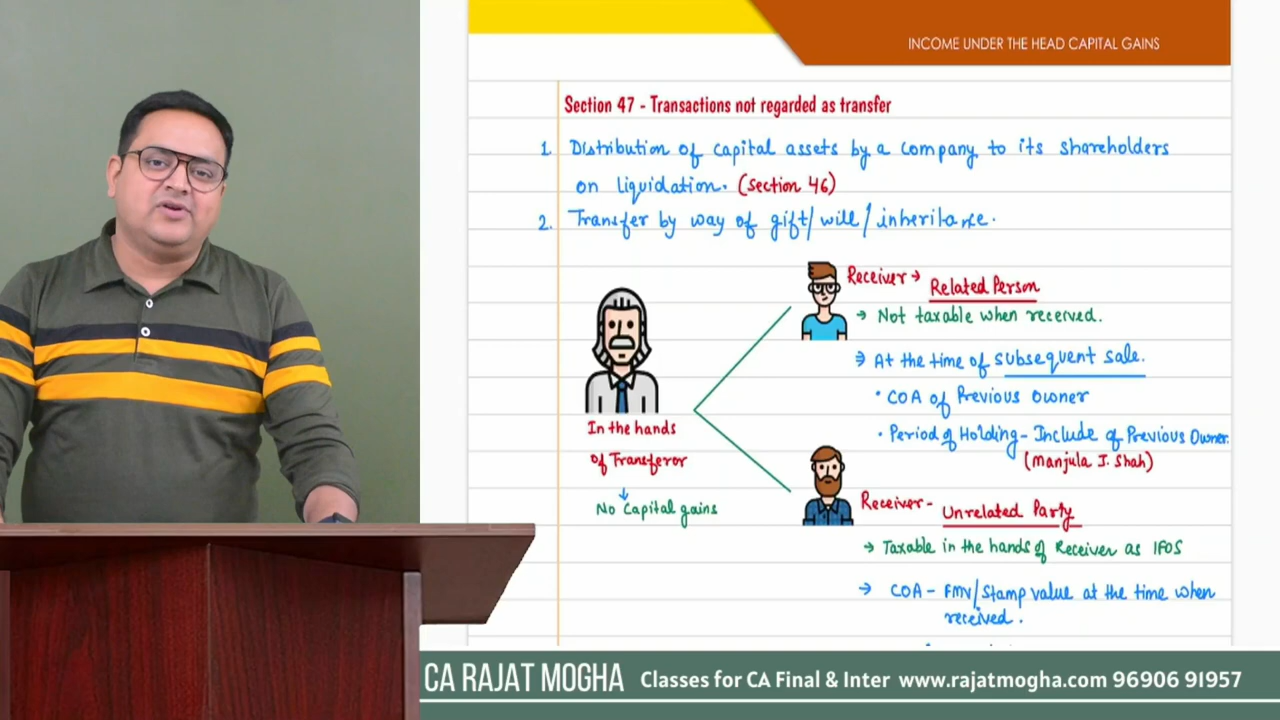 INCOME UNDER THE HEAD CAPITAL GAINS
Section 47 - Transactions not regarded as transfer
1. Distribution of capital assets by a company to its shareholders
on liquidation. (Section 46)
2. Transfer by way of gift/will/inheritance.
Receiver → Related Person
→ Not taxable when received.
⇒ At the time of subsequent sale.
• COA of Previous Owner
• Period of Holding - Include of Previous Owner.
(Manjula J. Shah)
In the hands
of Transferor
↓
No Capital gains
Receiver - Unrelated Party
→ Taxable in the hands of Receiver as IFOS
→ COA - FMV/Stamp value at the time when
received.
CA RAJAT MOGHA Classes for CA Final & Inter www.rajatmogha.com 96906 91957